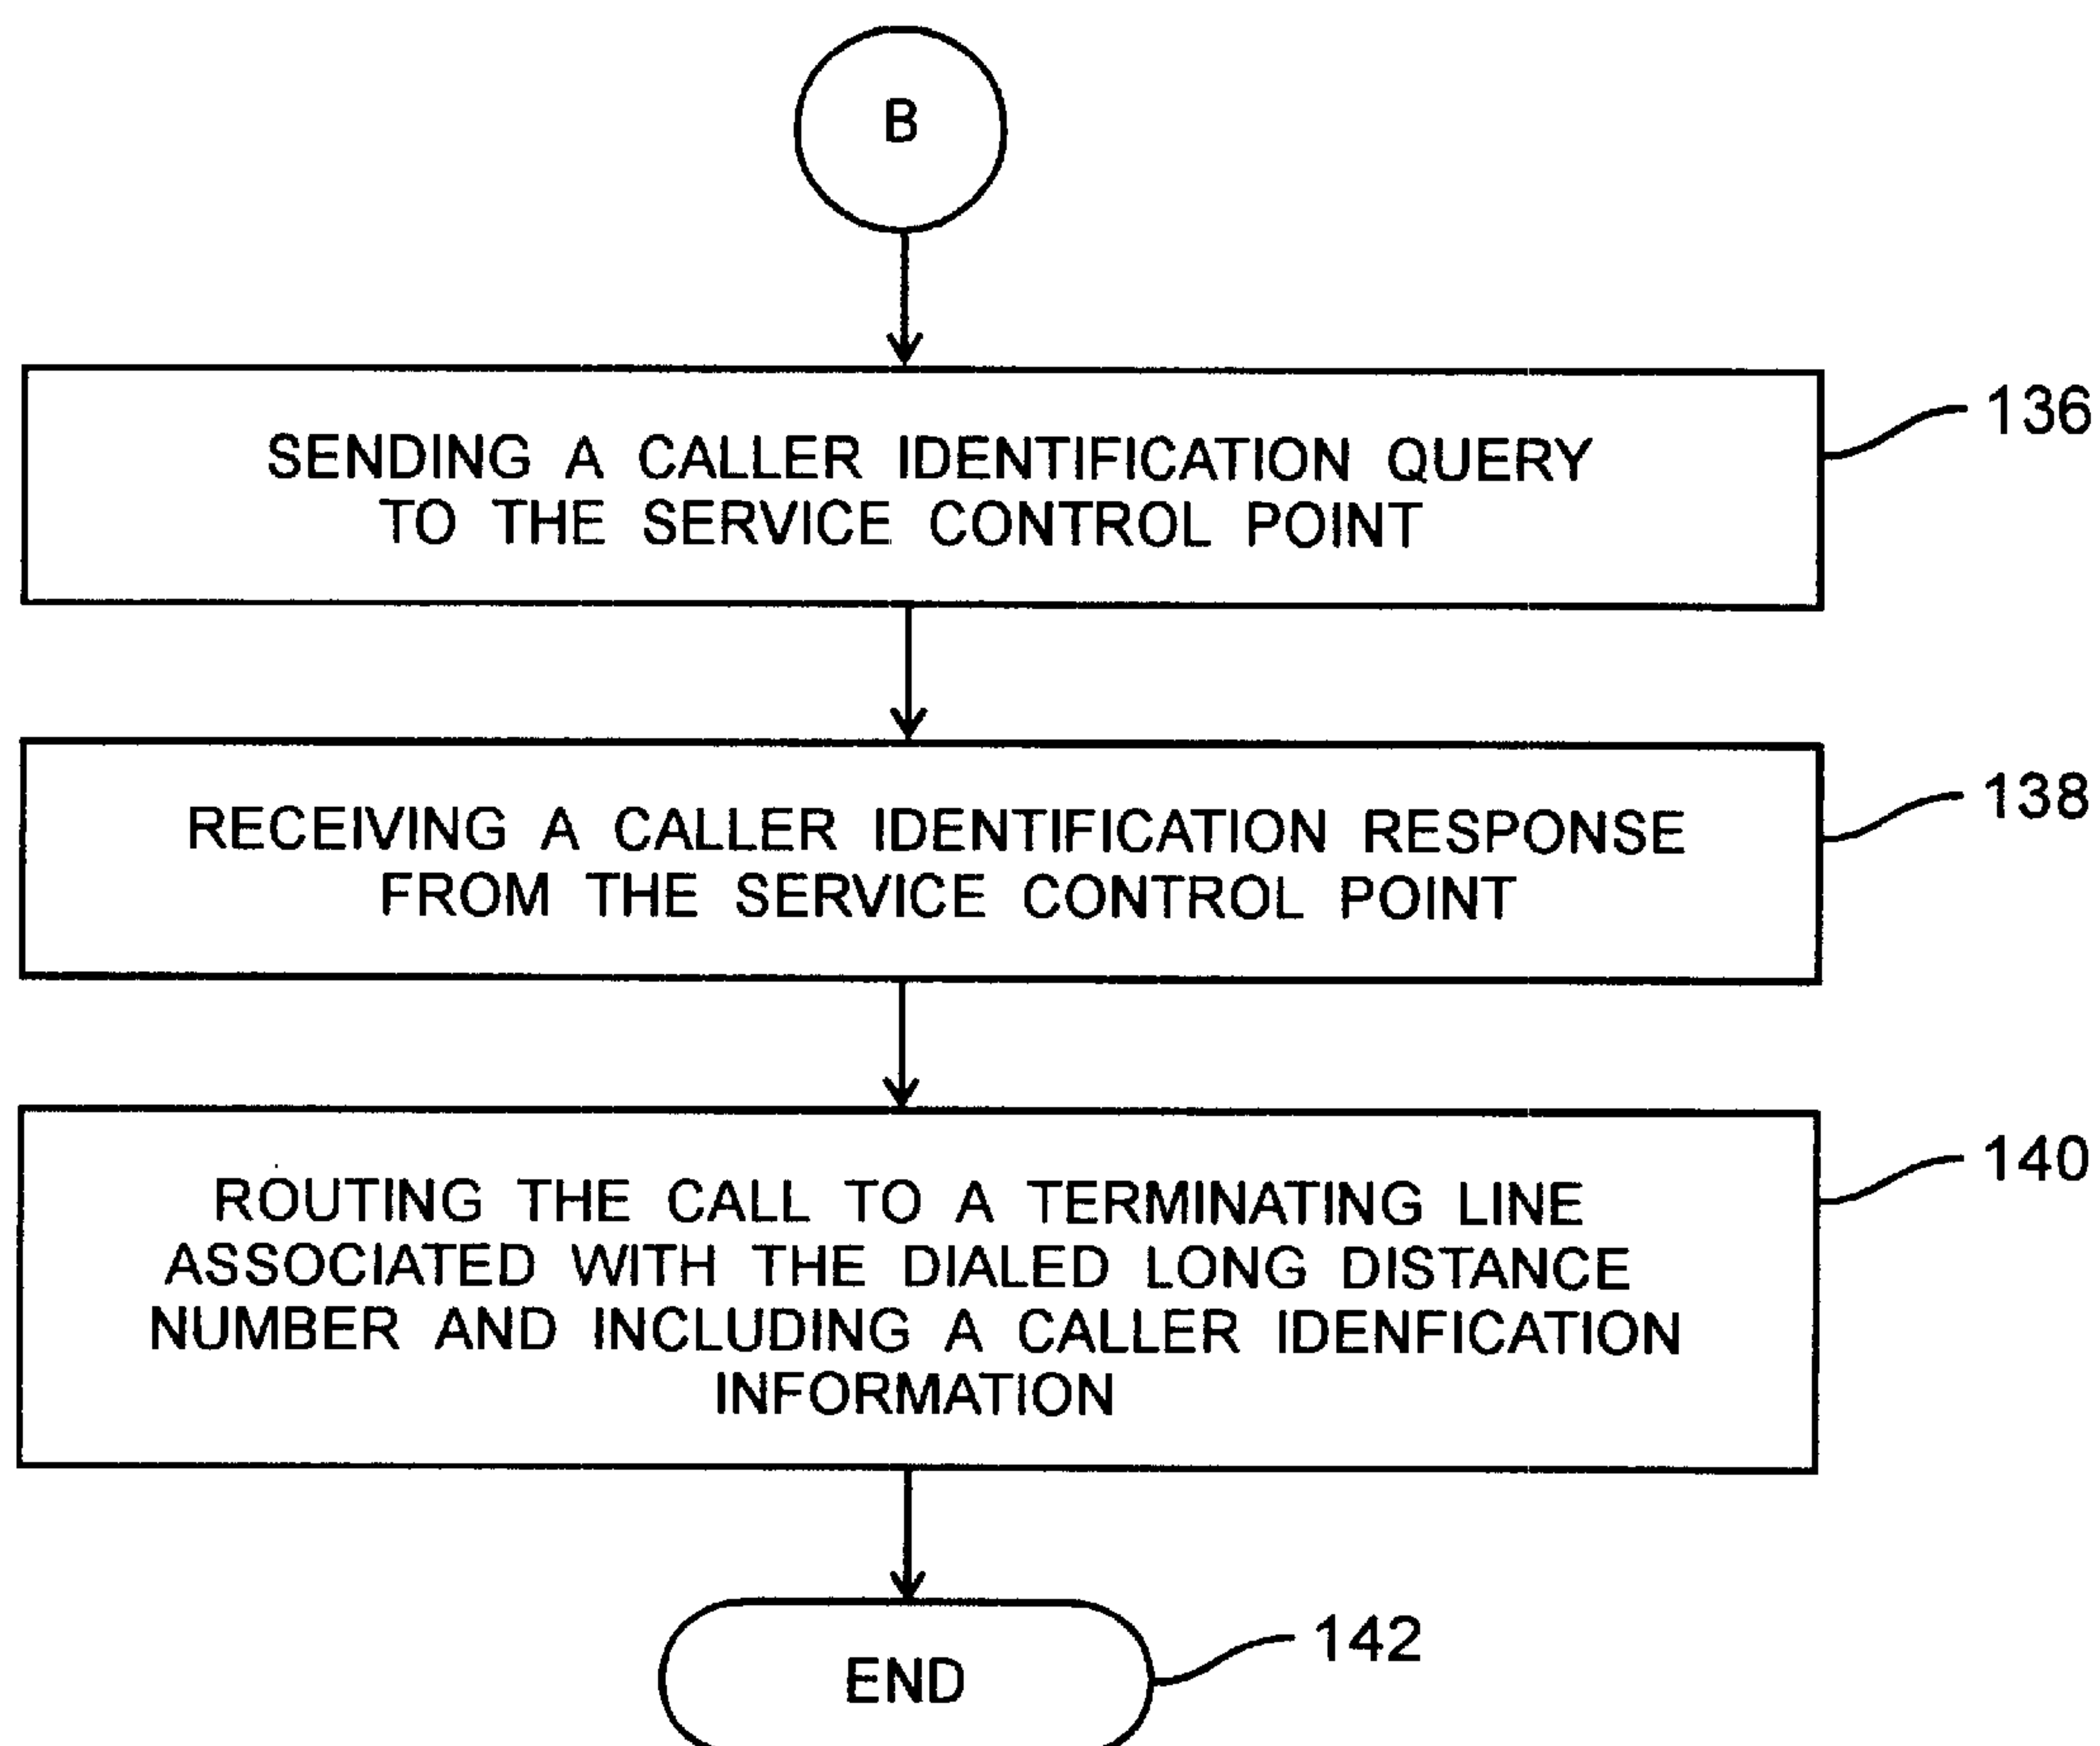 B
SENDING A CALLER IDENTIFICATION QUERY
TO THE SERVICE CONTROL POINT
136
RECEIVING A CALLER IDENTIFICATION RESPONSE
FROM THE SERVICE CONTROL POINT
138
ROUTING THE CALL TO A TERMINATING LINE
ASSOCIATED WITH THE DIALED LONG DISTANCE
NUMBER AND INCLUDING A CALLER IDENFICATION
INFORMATION
140
END
142